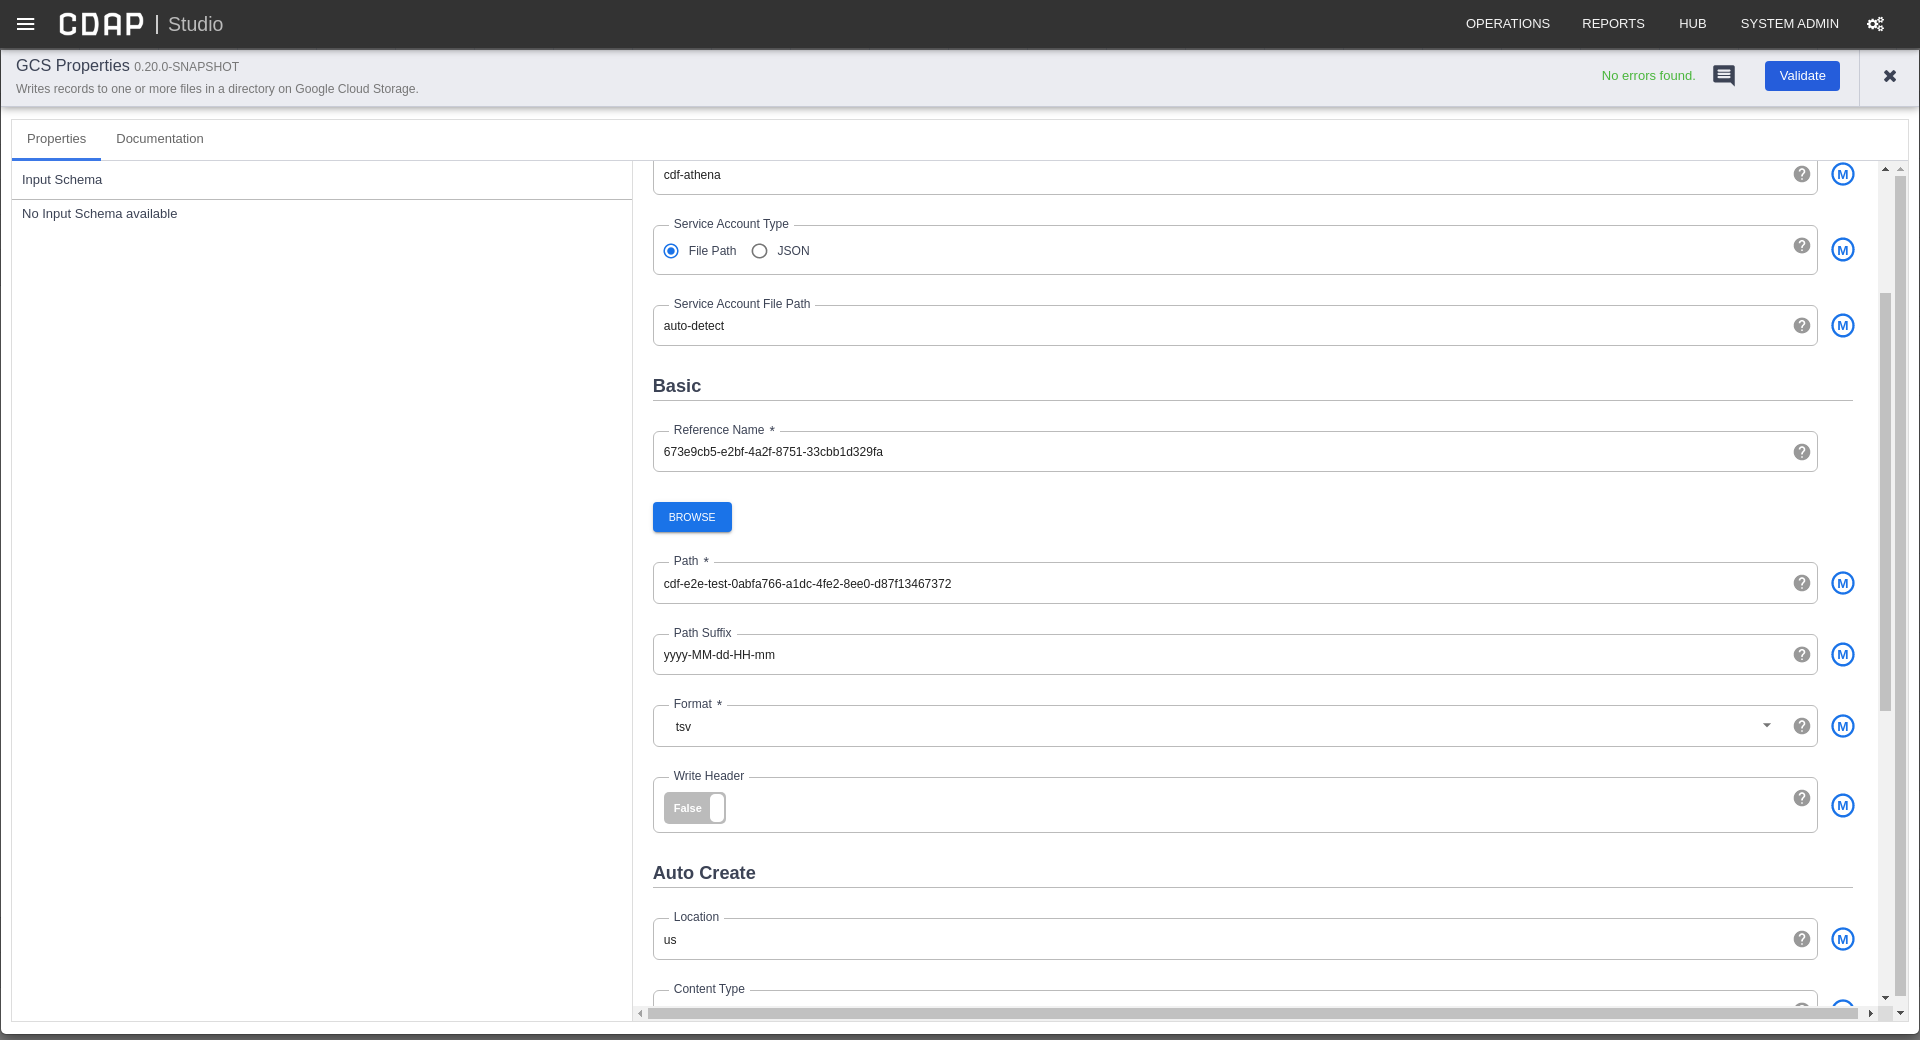 CDAP | Studio
OPERATIONS REPORTS HUB SYSTEM ADMIN
GCS Properties 0.20.0-SNAPSHOT
Writes records to one or more files in a directory on Google Cloud Storage.
No errors found.
Validate
Properties Documentation
Input Schema
No Input Schema available
cdf-athena
M
Service Account Type
File Path JSON
M
Service Account File Path
auto-detect
M
Basic
Reference Name *
673e9cb5-e2bf-4a2f-8751-33cbb1d329fa
BROWSE
Path *
cdf-e2e-test-0abfa766-a1dc-4fe2-8ee0-d87f13467372
M
Path Suffix
yyyy-MM-dd-HH-mm
M
Format *
tsv
M
Write Header
False
M
Auto Create
Location
us
M
Content Type